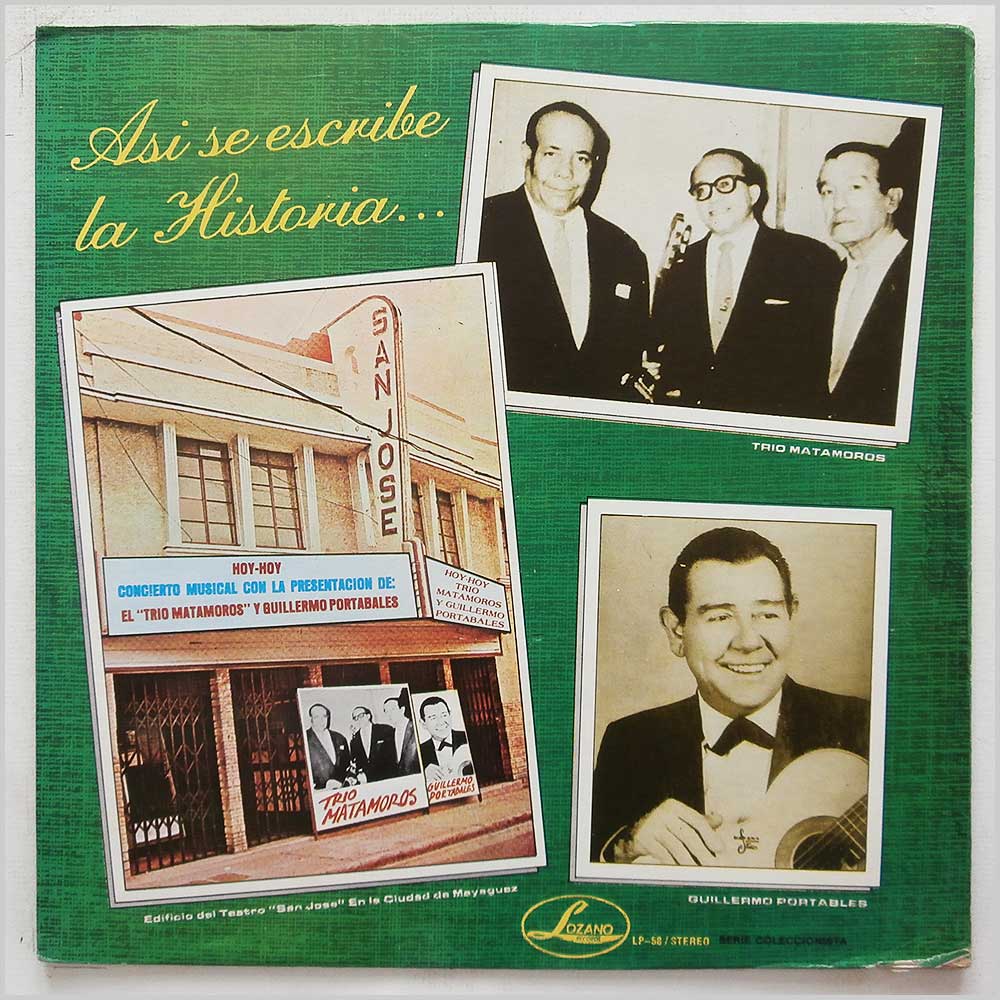 Asi se escribe
la Historia...
TRIO MATAMOROS
SAN JOSE
HOY-HOY
CONCIERTO MUSICAL CON LA PRESENTACION DE:
EL "TRIO MATAMOROS" Y GUILLERMO PORTABALES
HOY-HOY
TRIO
MATAMOROS
Y GUILLERMO
PORTABALES
TRIO
MATAMOROS
GUILLERMO
PORTABALES
Edificio del Teatro "San Jose" En la Ciudad de Mayaguez
GUILLERMO PORTABLES
LOZANO
RECORDS
LP-58 / STEREO SERIE COLECCIONISTA